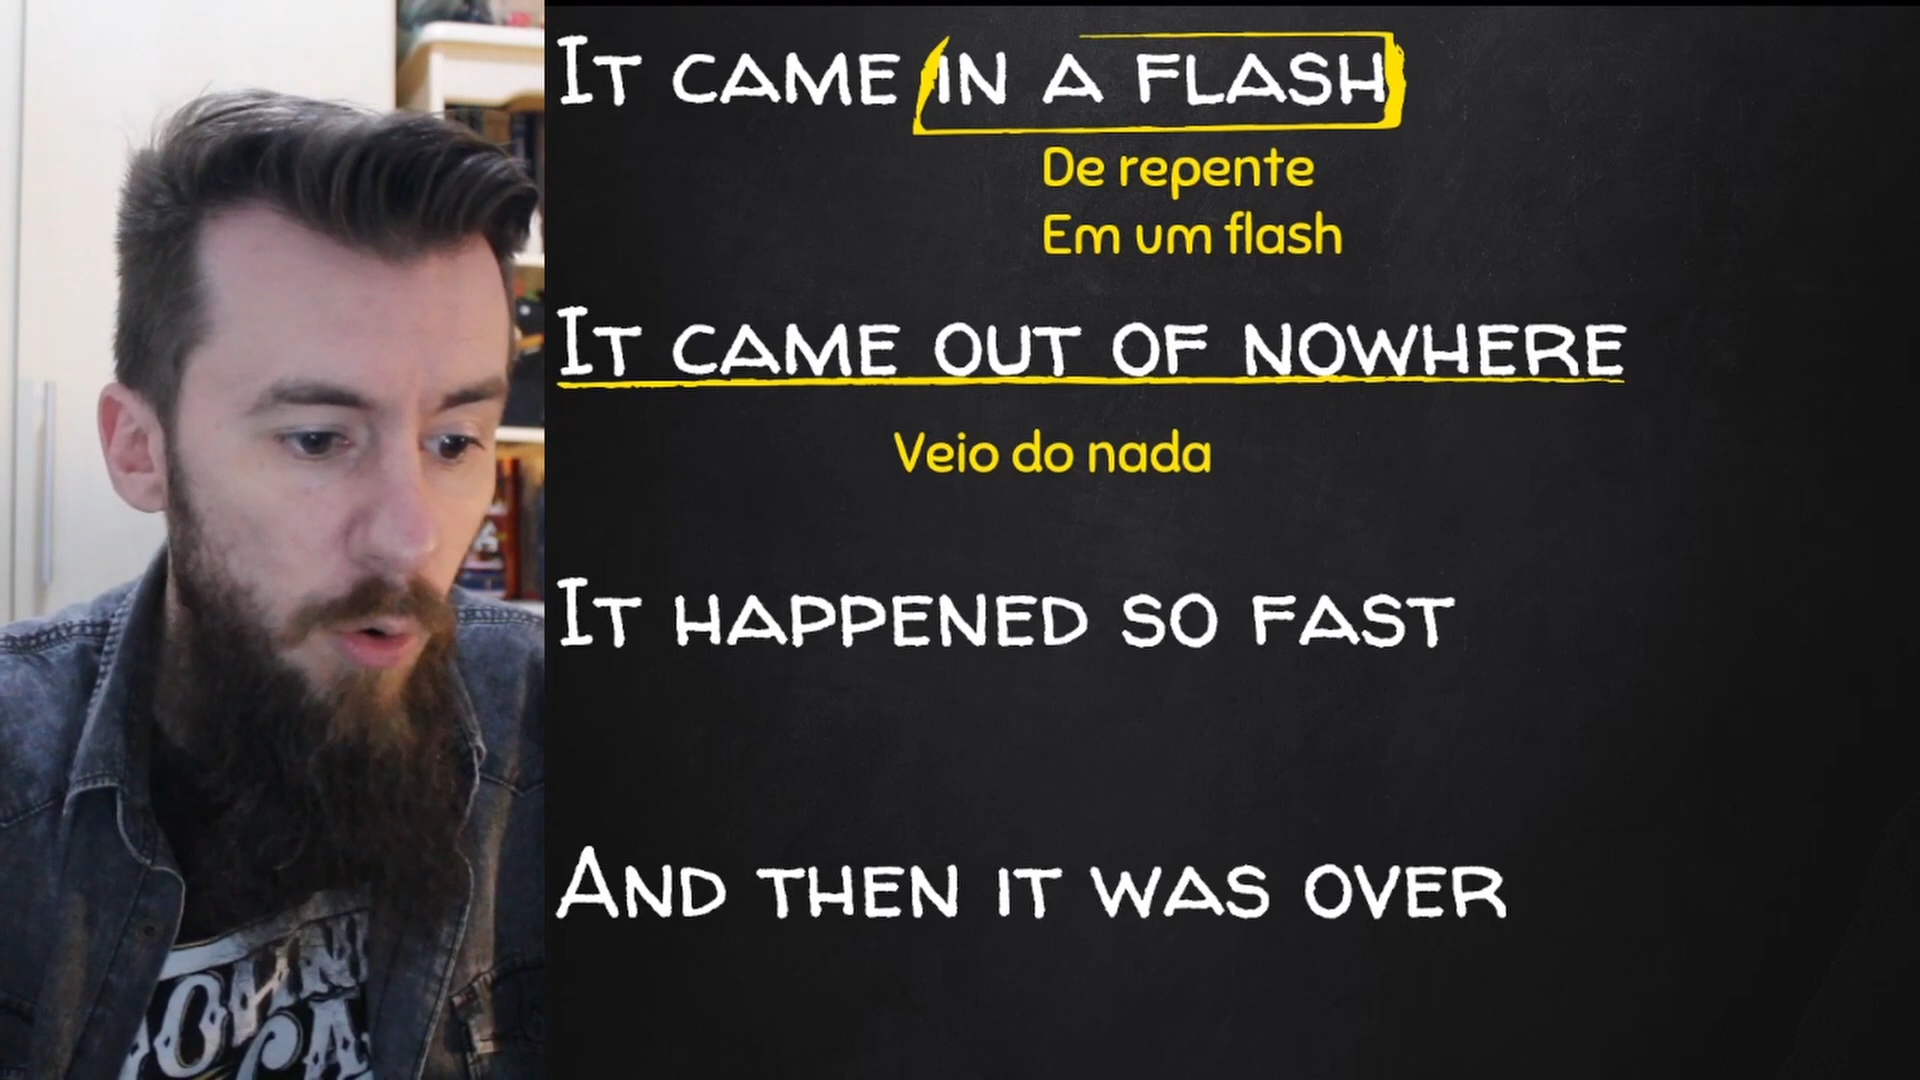 It came in a flash
De repente
Em um flash
It came out of nowhere
Veio do nada
It happened so fast
And then it was over